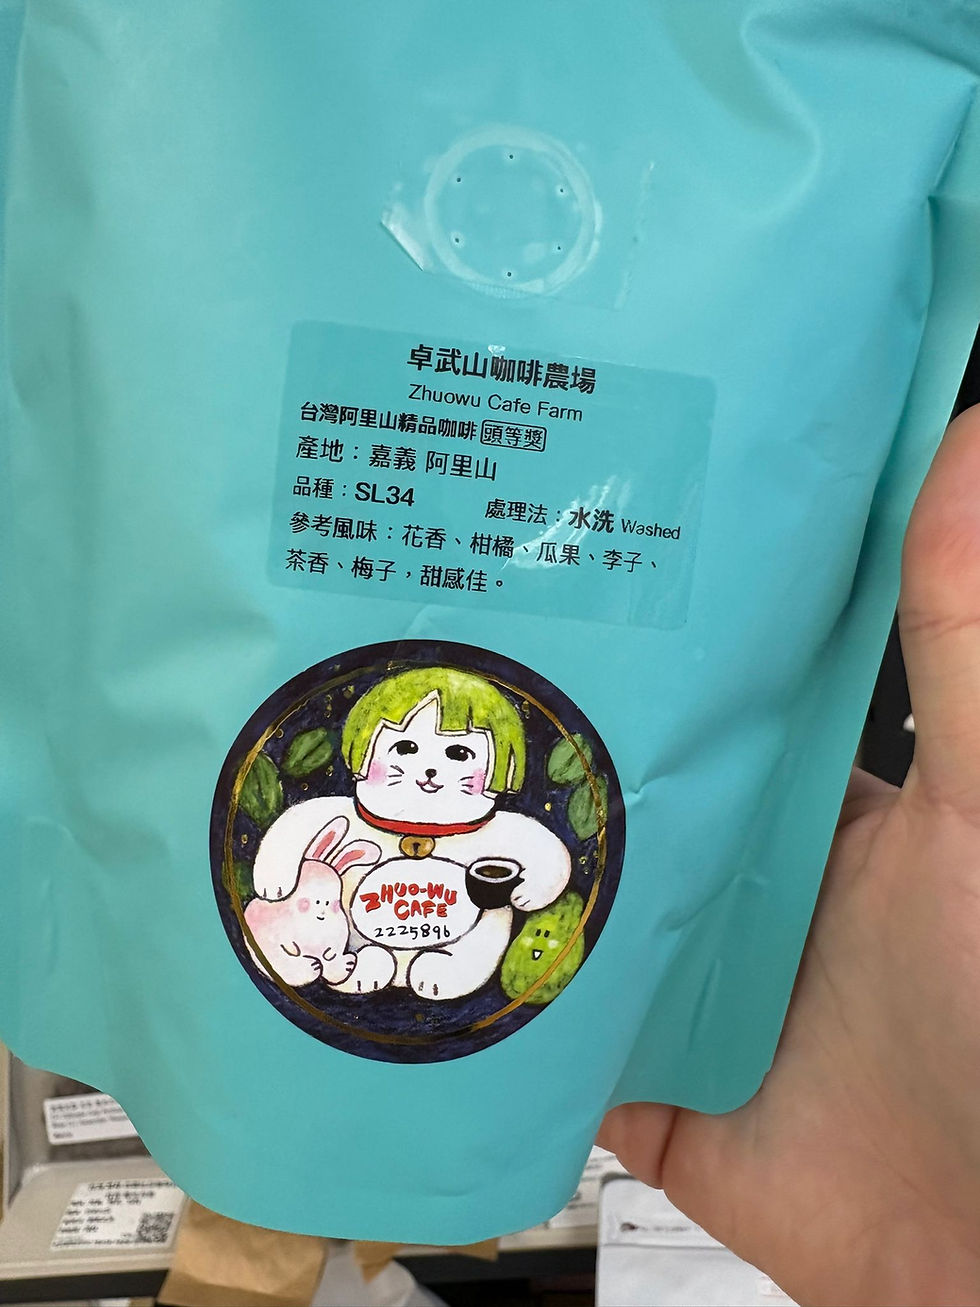 卓武山咖啡農場
Zhuowu Cafe Farm
台灣阿里山精品咖啡 頭等獎
產地：嘉義 阿里山
品種：SL34 處理法：水洗 Washed
參考風味：花香、柑橘、瓜果、李子、
茶香、梅子，甜感佳。
ZHUO-WU
CAFE
2225896